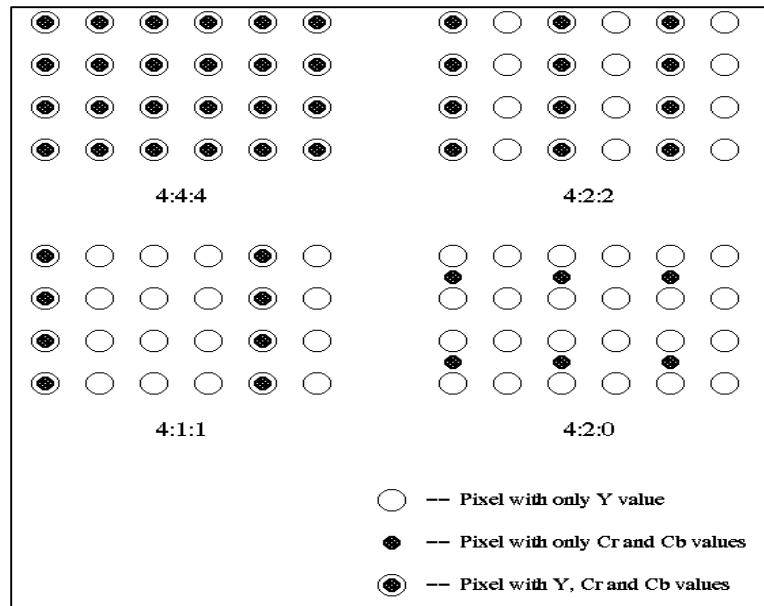 4:4:4
4:2:2
4:1:1
4:2:0
-- Pixel with only Y value
-- Pixel with only Cr and Cb values
-- Pixel with Y, Cr and Cb values